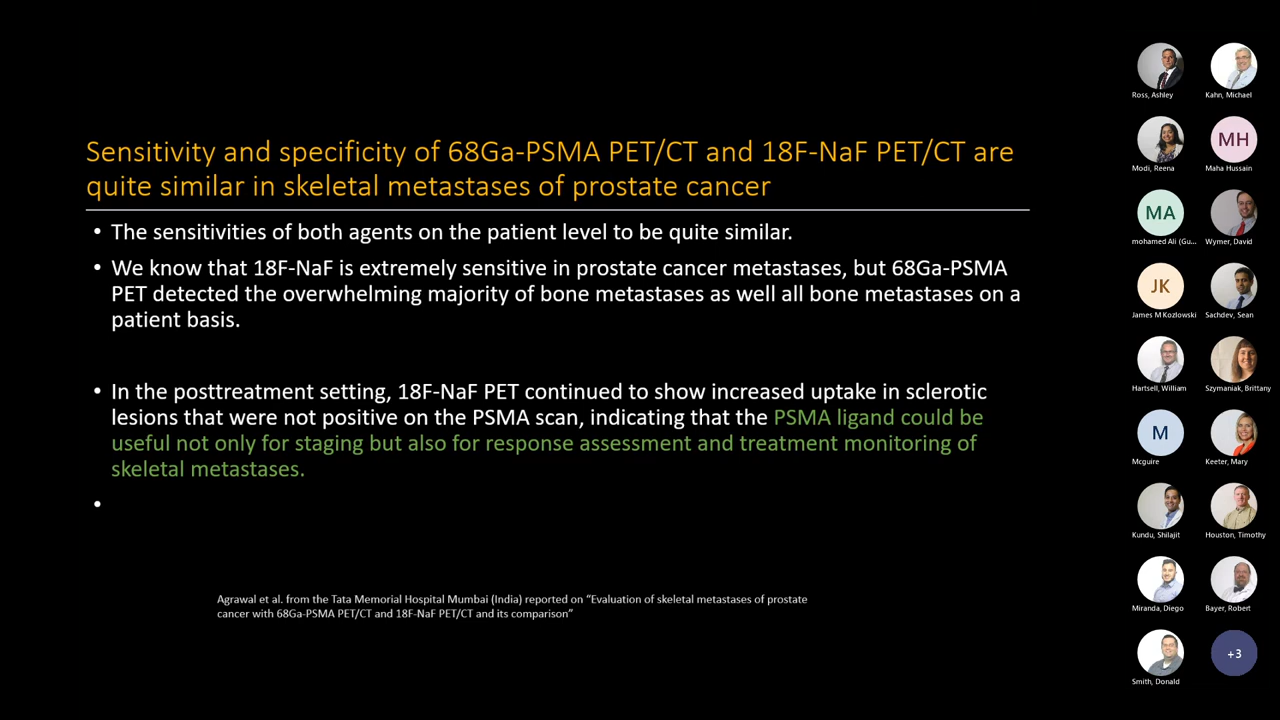 Sensitivity and specificity of 68Ga-PSMA PET/CT and 18F-NaF PET/CT are
quite similar in skeletal metastases of prostate cancer
• The sensitivities of both agents on the patient level to be quite similar.
• We know that 18F-NaF is extremely sensitive in prostate cancer metastases, but 68Ga-PSMA
PET detected the overwhelming majority of bone metastases as well all bone metastases on a
patient basis.
• In the posttreatment setting, 18F-NaF PET continued to show increased uptake in sclerotic
lesions that were not positive on the PSMA scan, indicating that the PSMA ligand could be
useful not only for staging but also for response assessment and treatment monitoring of
skeletal metastases.
•
Agrawal et al. from the Tata Memorial Hospital Mumbai (India) reported on “Evaluation of skeletal metastases of prostate
cancer with 68Ga-PSMA PET/CT and 18F-NaF PET/CT and its comparison”
Ross, Ashley
Kahn, Michael
MH
Modi, Reena
Maha Hussain
MA
mohamed Ali (Gu...
Wymer, David
JK
James M Kozlowski
Sachdev, Sean
Hartsell, William
Szymaniak, Brittany
M
Mcguire
Keeter, Mary
Kundu, Shilajit
Houston, Timothy
Miranda, Diego
Bayer, Robert
+3
Smith, Donald